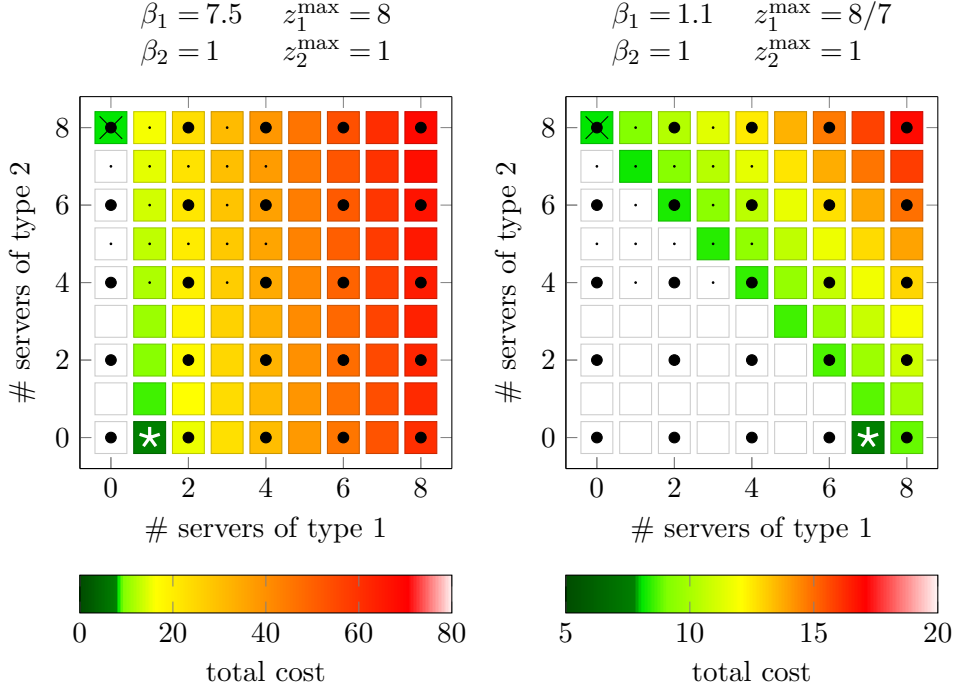 β₁ = 7.5 z₁ᵐᵃˣ = 8
β₂ = 1 z₂ᵐᵃˣ = 1
8
6
4
2
0
# servers of type 2
0 2 4 6 8
# servers of type 1
0 20 40 60 80
total cost
β₁ = 1.1 z₁ᵐᵃˣ = 8/7
β₂ = 1 z₂ᵐᵃˣ = 1
8
6
4
2
0
# servers of type 2
0 2 4 6 8
# servers of type 1
5 10 15 20
total cost